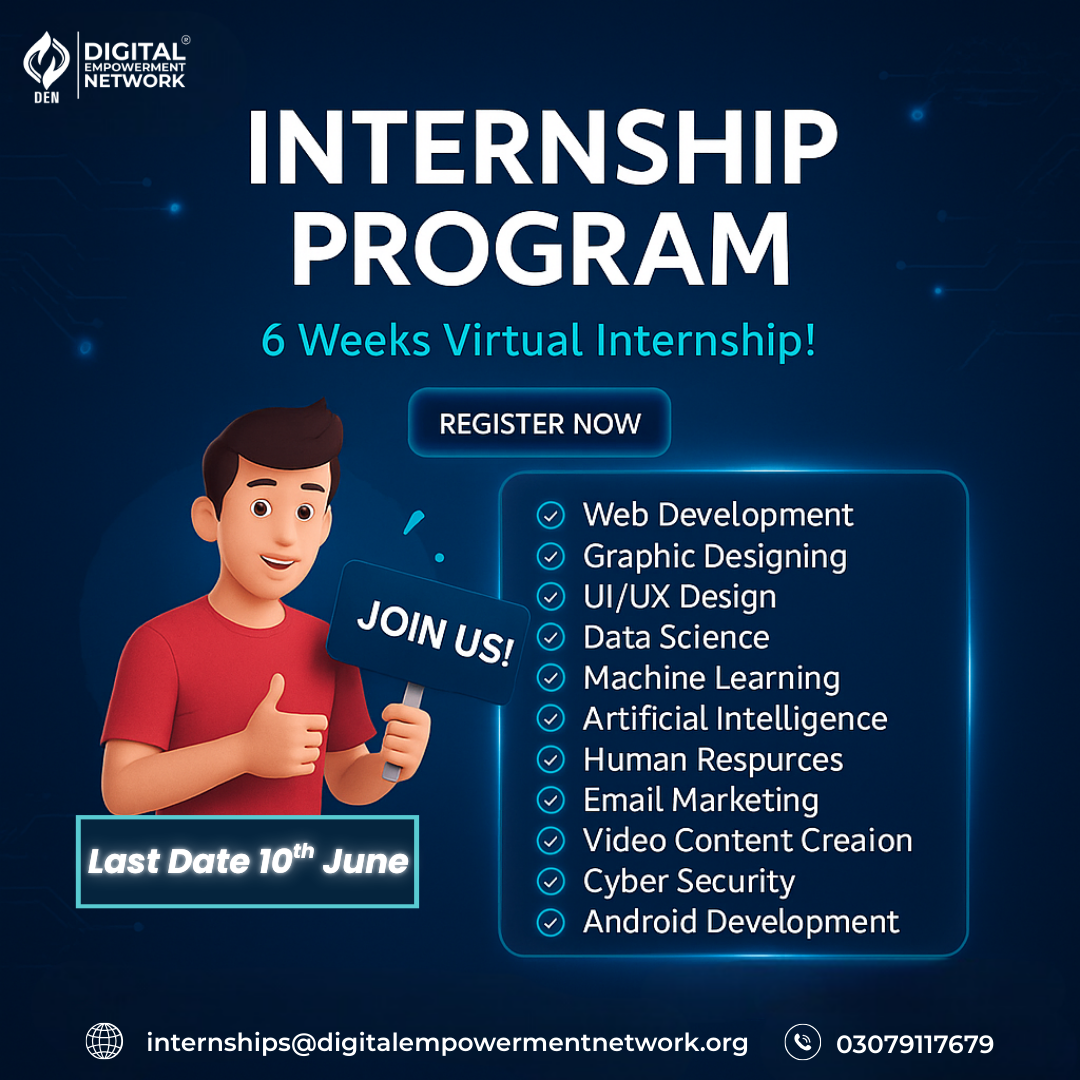 DIGITAL®
EMPOWERMENT
NETWORK
DEN
INTERNSHIP
PROGRAM
6 Weeks Virtual Internship!
REGISTER NOW
JOIN US!
Web Development
Graphic Designing
UI/UX Design
Data Science
Machine Learning
Artificial Intelligence
Human Respurces
Email Marketing
Video Content Creaion
Cyber Security
Android Development
Last Date 10th June
internships@digitalempowermentnetwork.org
03079117679